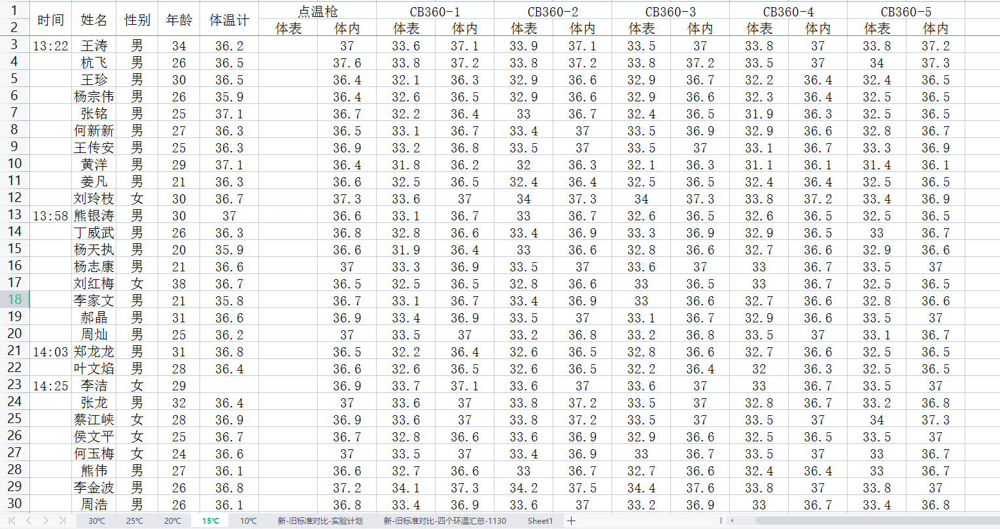 1 点温枪 CB360-1 CB360-2 CB360-3 CB360-4 CB360-5
时间 姓名 性别 年龄 体温计
2 体表 体内 体表 体内 体表 体内 体表 体内 体表 体内 体表 体内
3 13:22 王涛 男 34 36.2 37 33.6 37.1 33.9 37.1 33.5 37 33.8 37 33.8 37.2
4 杭飞 男 26 36.5 37.6 33.8 37.2 33.8 37.2 33.8 37.2 33.5 37 34 37.3
5 王珍 男 30 36.5 36.4 32.1 36.3 32.9 36.6 32.9 36.7 32.2 36.4 32.4 36.5
6 杨宗伟 男 26 35.9 36.4 32.6 36.5 32.9 36.6 32.9 36.6 32.3 36.4 32.5 36.5
7 张铭 男 25 37.1 36.7 32.2 36.4 33 36.7 32.4 36.5 31.9 36.3 32.5 36.5
8 何新新 男 27 36.3 36.5 33.1 36.7 33.4 37 33.5 36.9 32.9 36.6 32.8 36.7
9 王传安 男 25 36.3 36.9 33.2 36.8 33.5 37 33.5 37 33.1 36.7 33.3 36.9
10 黄洋 男 29 37.1 36.4 31.8 36.2 32 36.3 32.1 36.3 31.1 36.1 31.4 36.1
11 姜凡 男 21 36.3 36.6 32.5 36.5 32.4 36.4 32.5 36.5 32.4 36.4 32.5 36.5
12 刘玲枝 女 30 36.7 37.3 33.6 37 34 37.3 34 37.3 33.8 37.2 33.4 36.9
13 13:58 熊银涛 男 30 37 36.6 33.1 36.7 33 36.7 32.6 36.5 32.6 36.5 32.5 36.5
14 丁威武 男 26 36.3 36.8 32.8 36.6 33.4 36.9 33.3 36.9 32.9 36.5 33 36.7
15 杨天执 男 20 35.9 36.6 31.9 36.4 33 36.6 32.8 36.6 32.7 36.6 32.9 36.6
16 杨志康 男 21 36.6 37 33.3 36.9 33.5 37 33.6 37 33 36.7 33.5 37
17 刘红梅 女 38 36.7 36.5 32.5 36.5 32.8 36.6 33 36.5 33 36.7 32.5 36.5
18 李家文 男 21 35.8 36.7 33.1 36.7 33.4 36.9 33 36.6 32.7 36.6 32.8 36.6
19 郝晶 男 31 36.6 36.9 33.4 36.9 33.5 37 33.1 36.7 32.9 36.6 33.5 37
20 周灿 男 25 36.2 37 33.5 37 33.2 36.8 33.2 36.8 33.5 37 33.1 36.7
21 14:03 郑龙龙 男 31 36.8 36.5 32.2 36.4 32.6 36.5 32.8 36.6 32.7 36.6 32.5 36.5
22 叶文焰 男 28 36.4 36.6 32.6 36.5 32.6 36.5 32.2 36.4 32 36.3 32.5 36.5
23 14:25 李洁 女 29 36.9 33.7 37.1 33.6 37 33.6 37 33 36.7 33.5 37
24 张龙 男 32 36.4 37 33.6 37 33.8 37.2 33.5 37 32.8 36.7 33.2 36.8
25 蔡江峡 女 28 36.9 36.9 33.6 37 33.8 37.2 33.5 37 33.5 37 34 37.3
26 侯文平 女 25 36.7 36.7 32.8 36.6 33.6 36.9 32.9 36.6 32.5 36.5 33.5 37
27 何玉梅 女 24 36.6 37 33.5 37 33.4 36.9 33 36.7 33.5 37 33 36.7
28 熊伟 男 27 36.1 36.6 32.7 36.6 33 36.7 32.7 36.6 32.4 36.4 33 36.7
29 李金波 男 26 36.8 37.2 34.1 37.3 34.2 37.5 34.4 37.6 33.8 37 33.8 37
30 周浩 男 26 36.1 36.8 33.4 36.9 33.6 37 33.2 36.9 33 36.7 33.4 36.8
30℃ 25℃ 20℃ 15℃ 10℃ 新-旧标准对比-实验计划 新-旧标准对比-四个环温汇总-1130 Sheet1